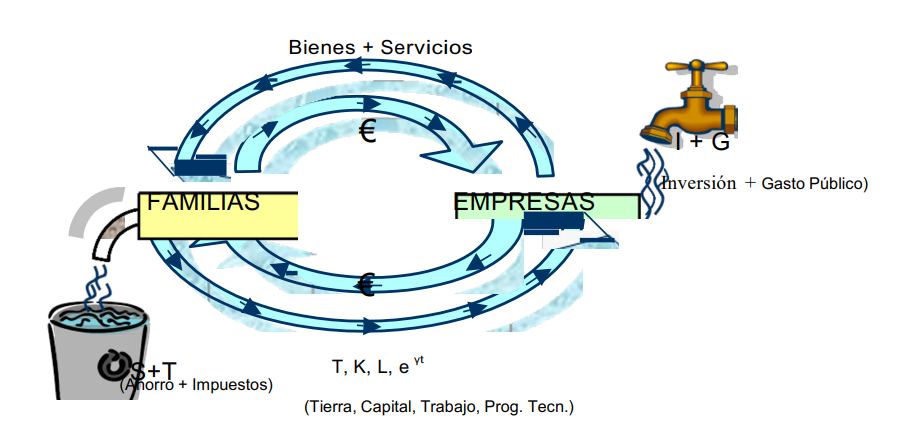 Bienes + Servicios
€
I + G
(Inversión + Gasto Público)
FAMILIAS
EMPRESAS
€
S+T
(Ahorro + Impuestos)
T, K, L, e γt
(Tierra, Capital, Trabajo, Prog. Tecn.)